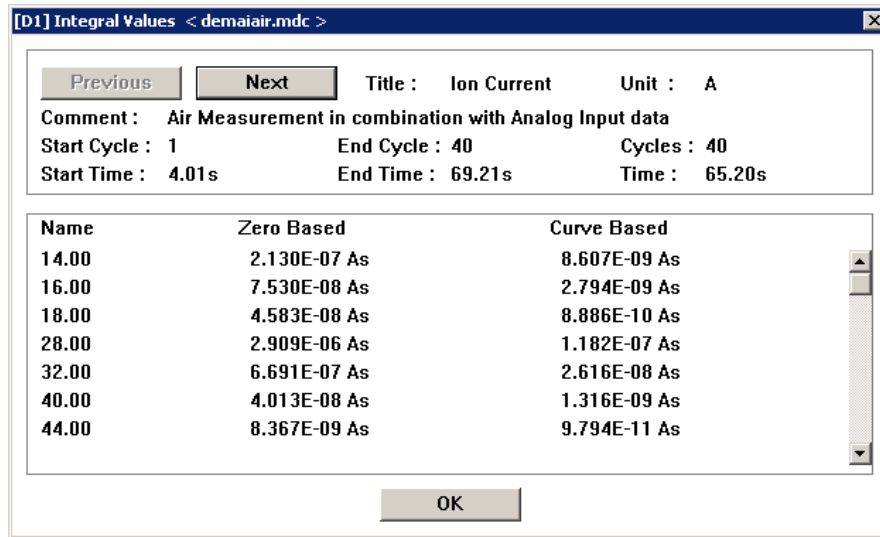 [D1] Integral Values < demaiair.mdc >
Previous Next Title : Ion Current Unit : A
Comment : Air Measurement in combination with Analog Input data
Start Cycle : 1 End Cycle : 40 Cycles : 40
Start Time : 4.01s End Time : 69.21s Time : 65.20s
Name Zero Based Curve Based
14.00 2.130E-07 As 8.607E-09 As
16.00 7.530E-08 As 2.794E-09 As
18.00 4.583E-08 As 8.886E-10 As
28.00 2.909E-06 As 1.182E-07 As
32.00 6.691E-07 As 2.616E-08 As
40.00 4.013E-08 As 1.316E-09 As
44.00 8.367E-09 As 9.794E-11 As
OK